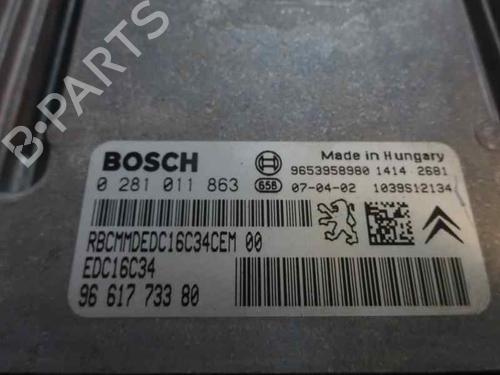 B-PARTS
BOSCH
Made in Hungary
9653958980 1414 2681
0 281 011 863
658
07-04-02 1039S12134
RBCMMDEDC16C34CEM 00
EDC16C34
96 617 733 80